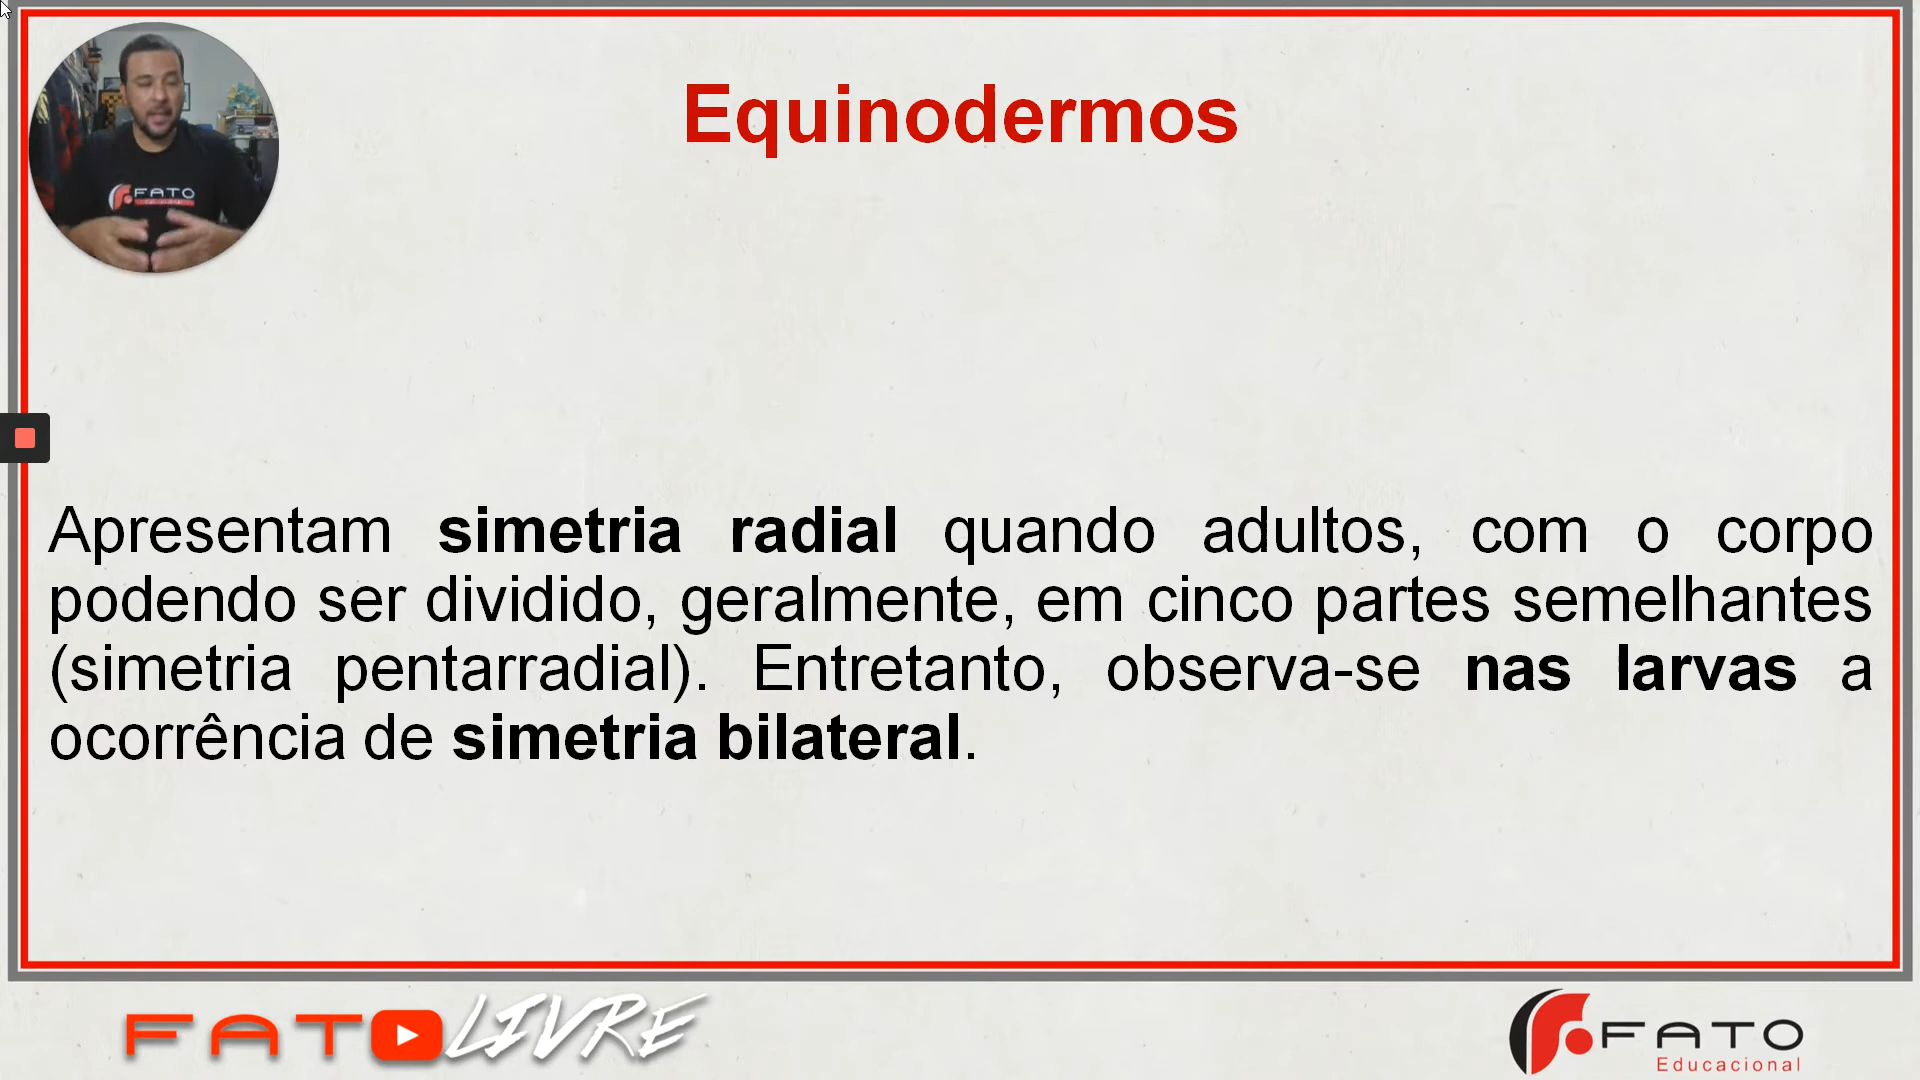 Equinodermos
FATO
Apresentam simetria radial quando adultos, com o corpo
podendo ser dividido, geralmente, em cinco partes semelhantes
(simetria pentarradial). Entretanto, observa-se nas larvas a
ocorrência de simetria bilateral.
FATO LIVRE
FATO
Educacional